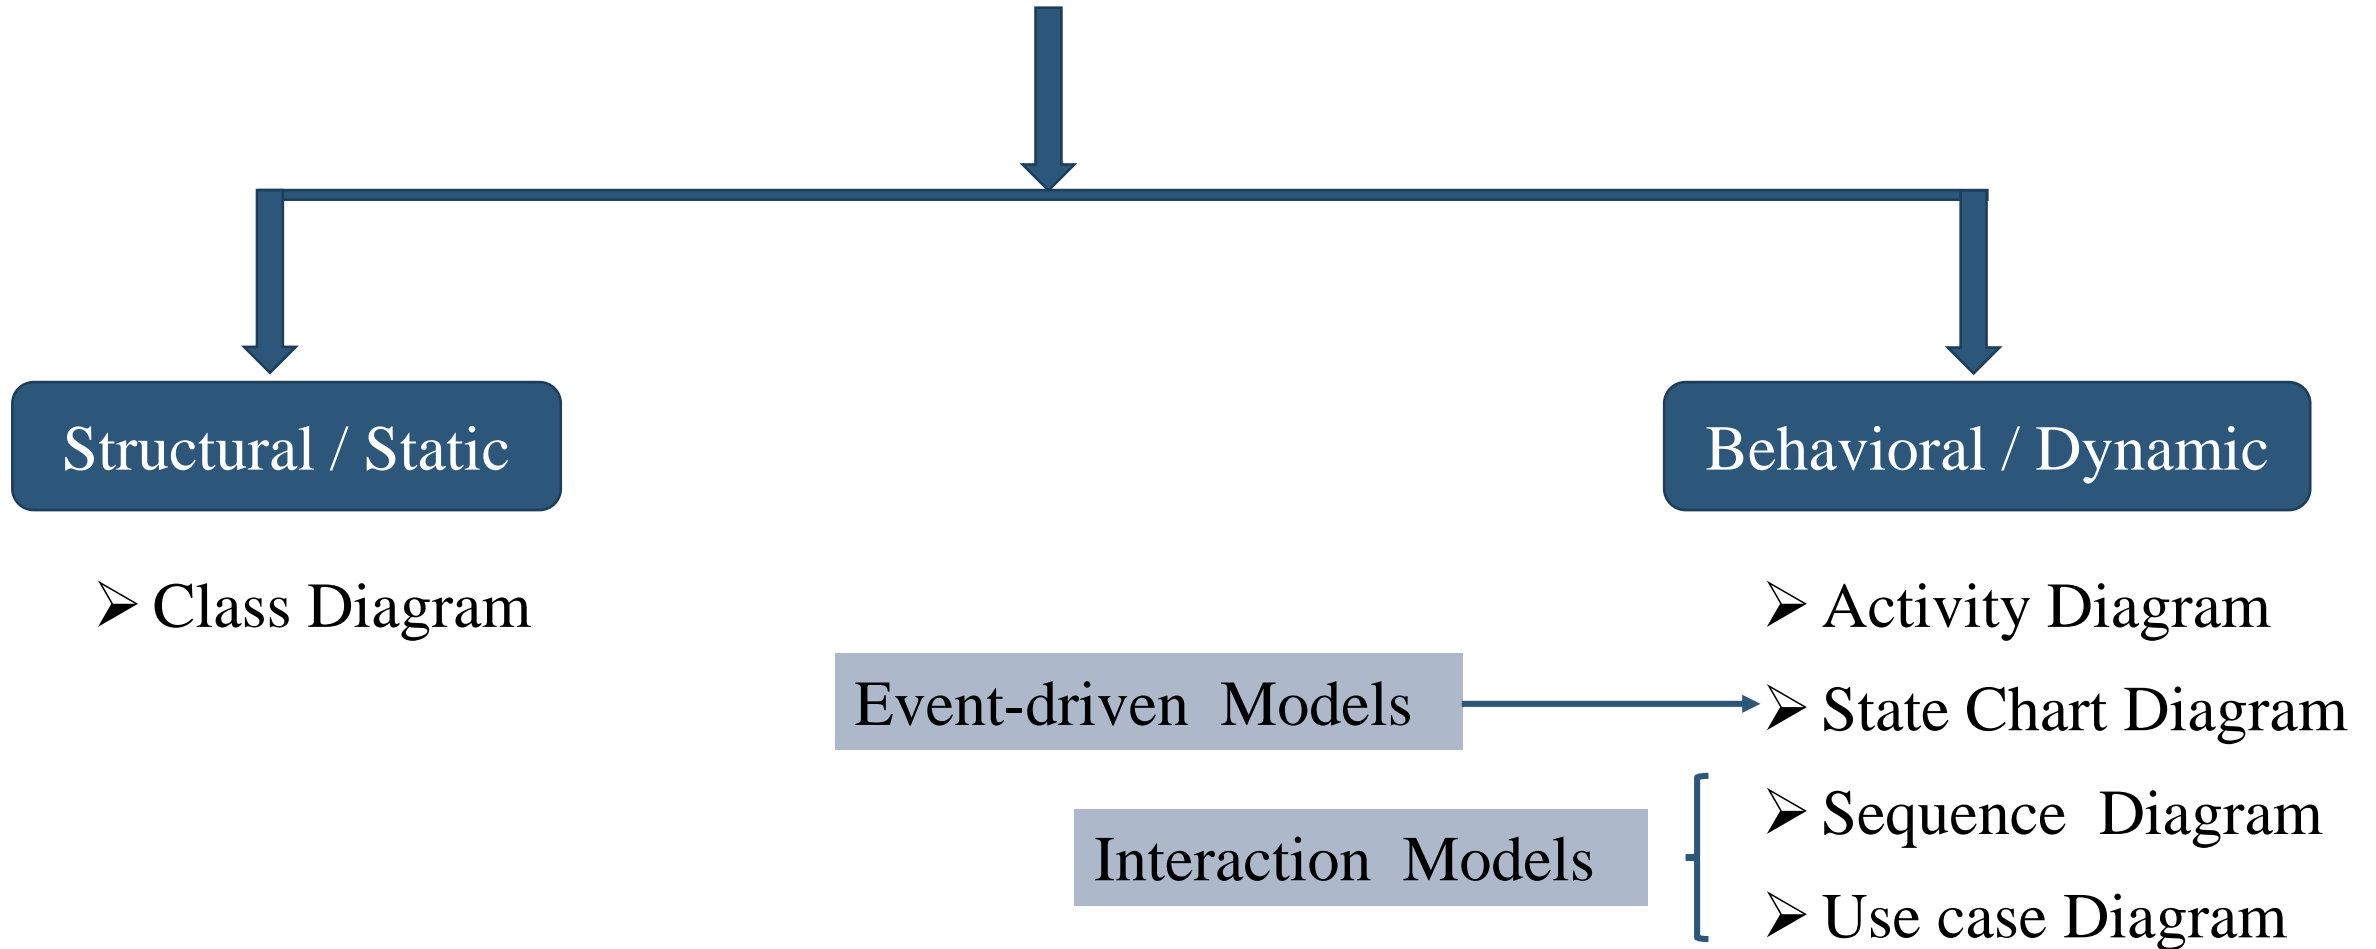 Structural / Static
Behavioral / Dynamic
Class Diagram
Activity Diagram
Event-driven Models
State Chart Diagram
Sequence Diagram
Interaction Models
Use case Diagram